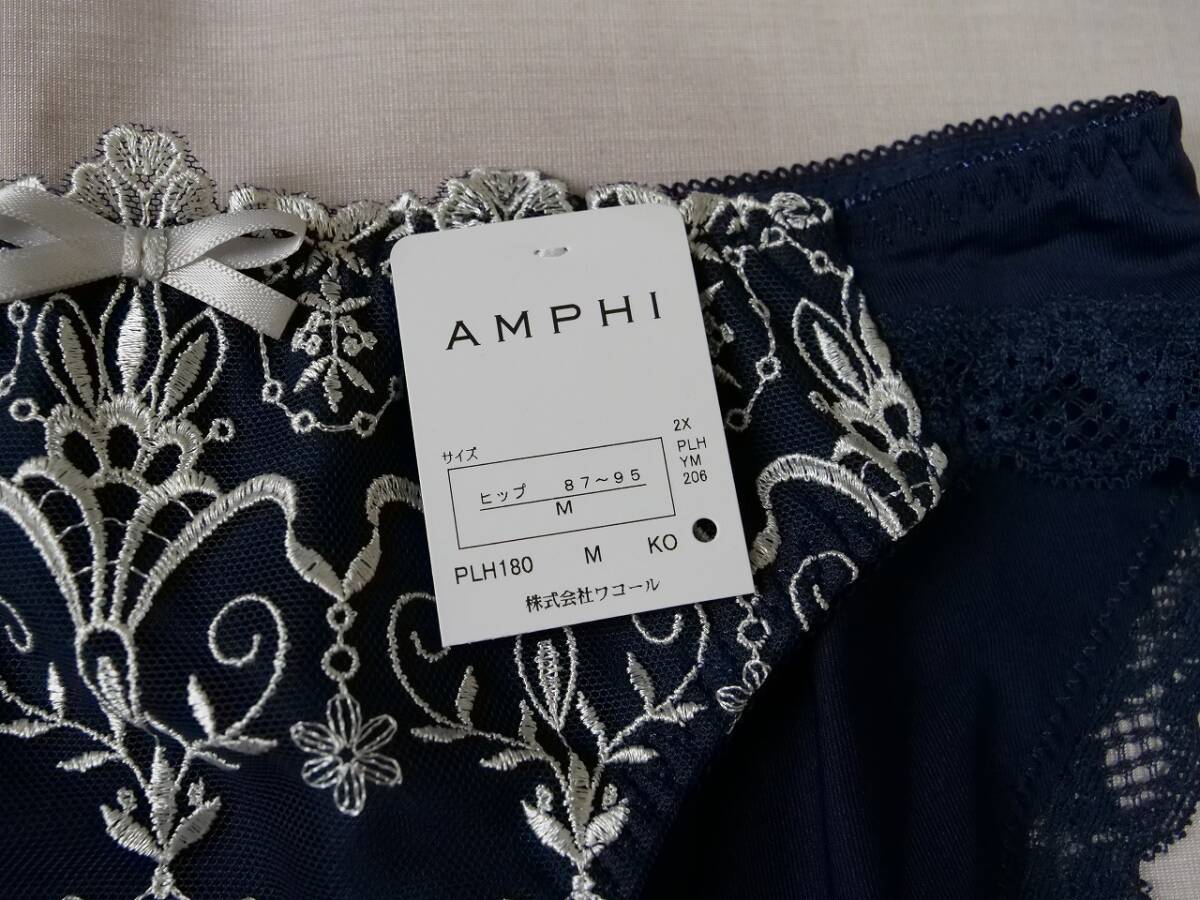 AMPHI
サイズ
ヒップ 87～95
M
2X
PLH
YM
206
PLH180 M KO
株式会社ワコール